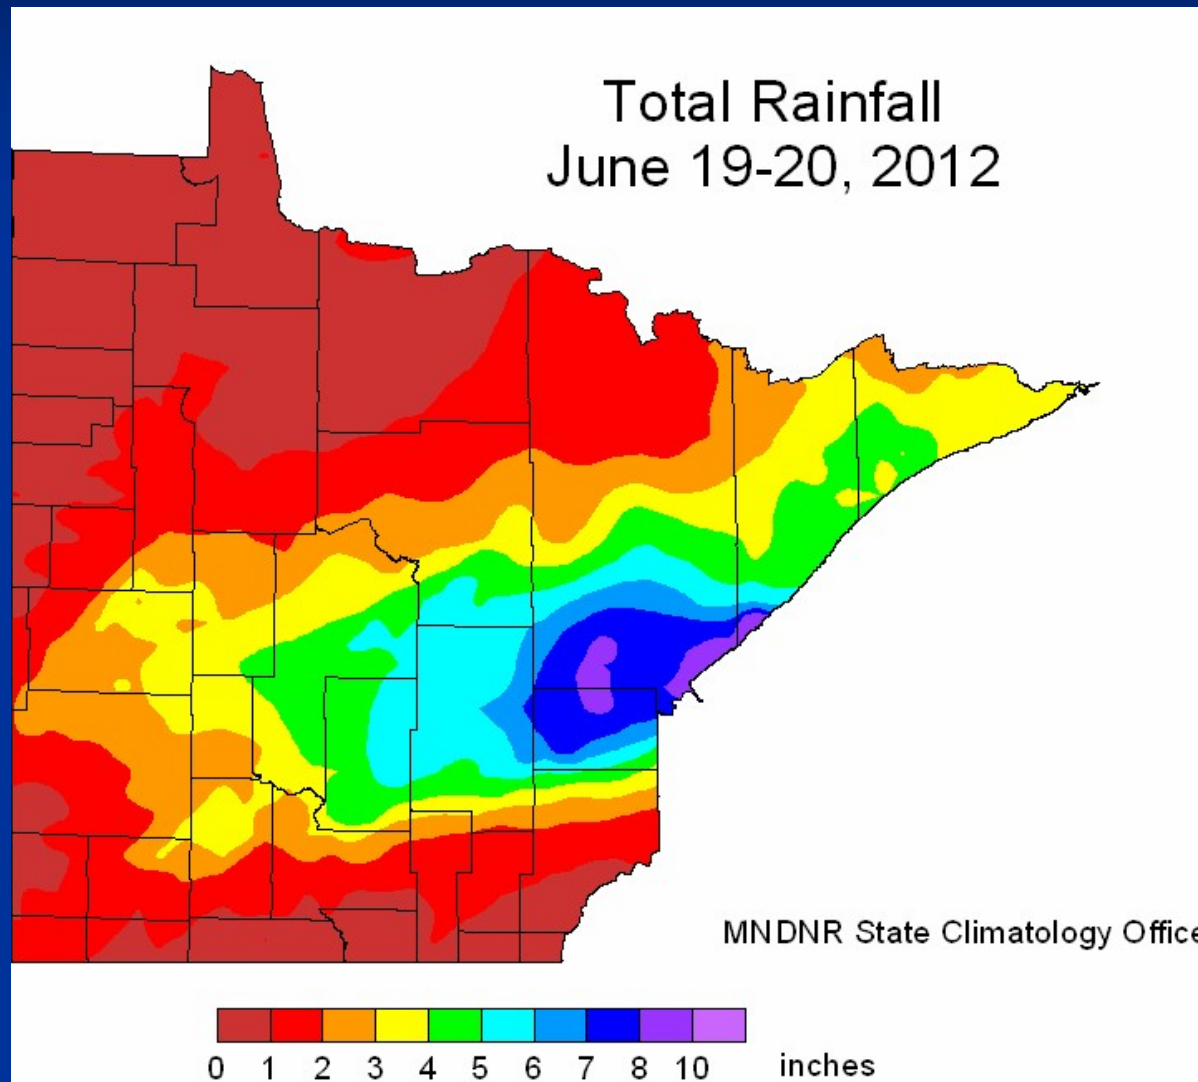 Total Rainfall
June 19-20, 2012
MNDNR State Climatology Office
0 1 2 3 4 5 6 7 8 10 inches